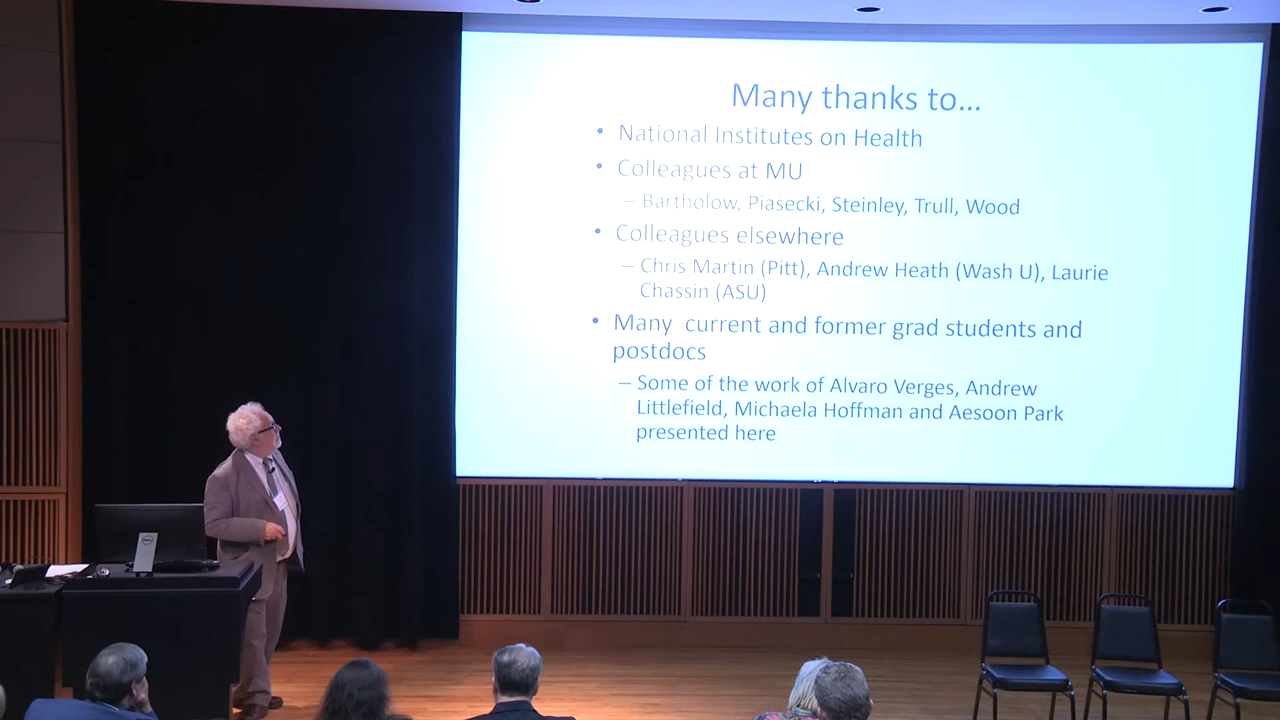 Many thanks to...
• National Institutes on Health
• Colleagues at MU
– Bartholow, Piasecki, Steinley, Trull, Wood
• Colleagues elsewhere
– Chris Martin (Pitt), Andrew Heath (Wash U), Laurie
Chassin (ASU)
• Many current and former grad students and
postdocs
– Some of the work of Alvaro Verges, Andrew
Littlefield, Michaela Hoffman and Aesoon Park
presented here
DELL